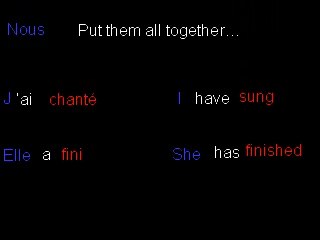 Nous Put them all together...
J'ai chanté I have sung
Elle a fini She has finished